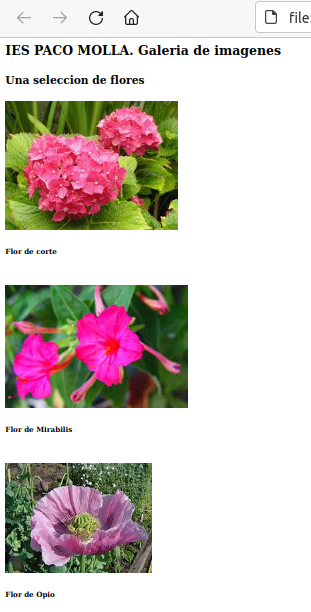 file:
IES PACO MOLLA. Galeria de imagenes
Una seleccion de flores
Flor de corte
Flor de Mirabilis
Flor de Opio